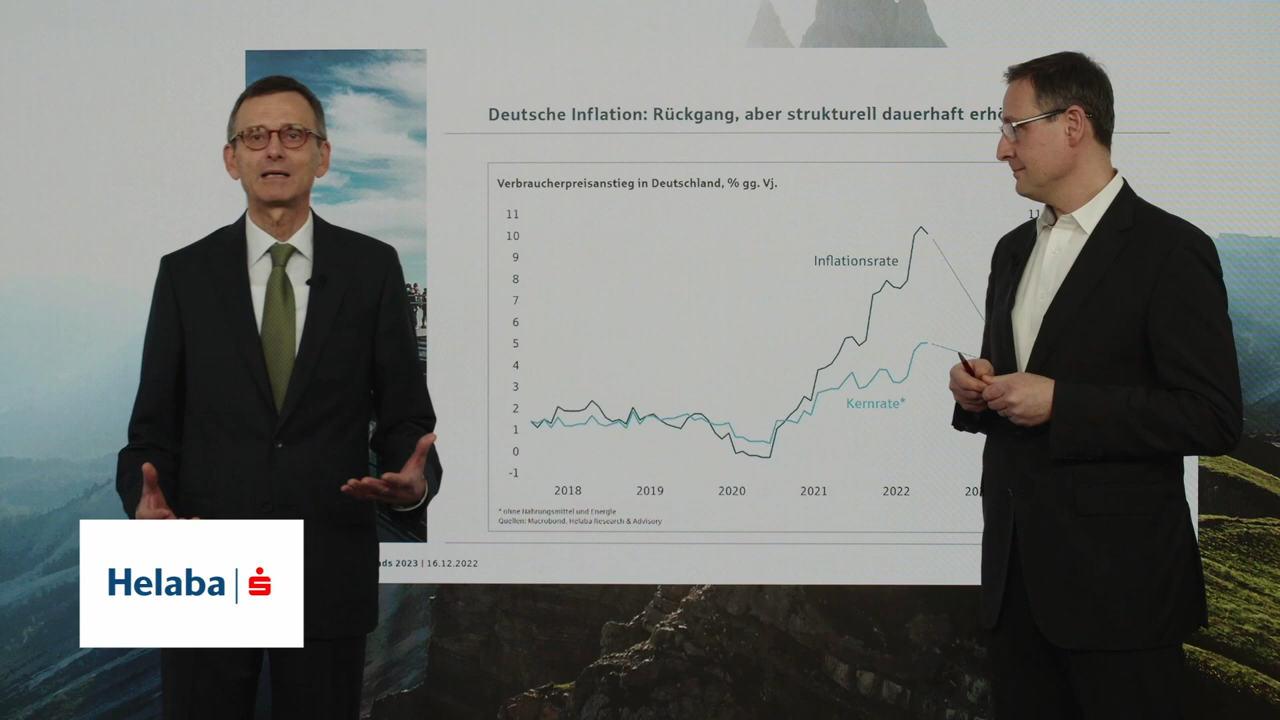 Deutsche Inflation: Rückgang, aber strukturell dauerhaft
Verbraucherpreisanstieg in Deutschland, % gg. Vj.
11
11
10
9
8
7
6
5
4
3
2
1
0
-1
Inflationsrate
Kernrate*
2018 2019 2020 2021 2022
* ohne Nahrungsmittel und Energie
Quellen: Macrobond, Helaba Research & Advisory
2023 | 16.12.2022
Helaba